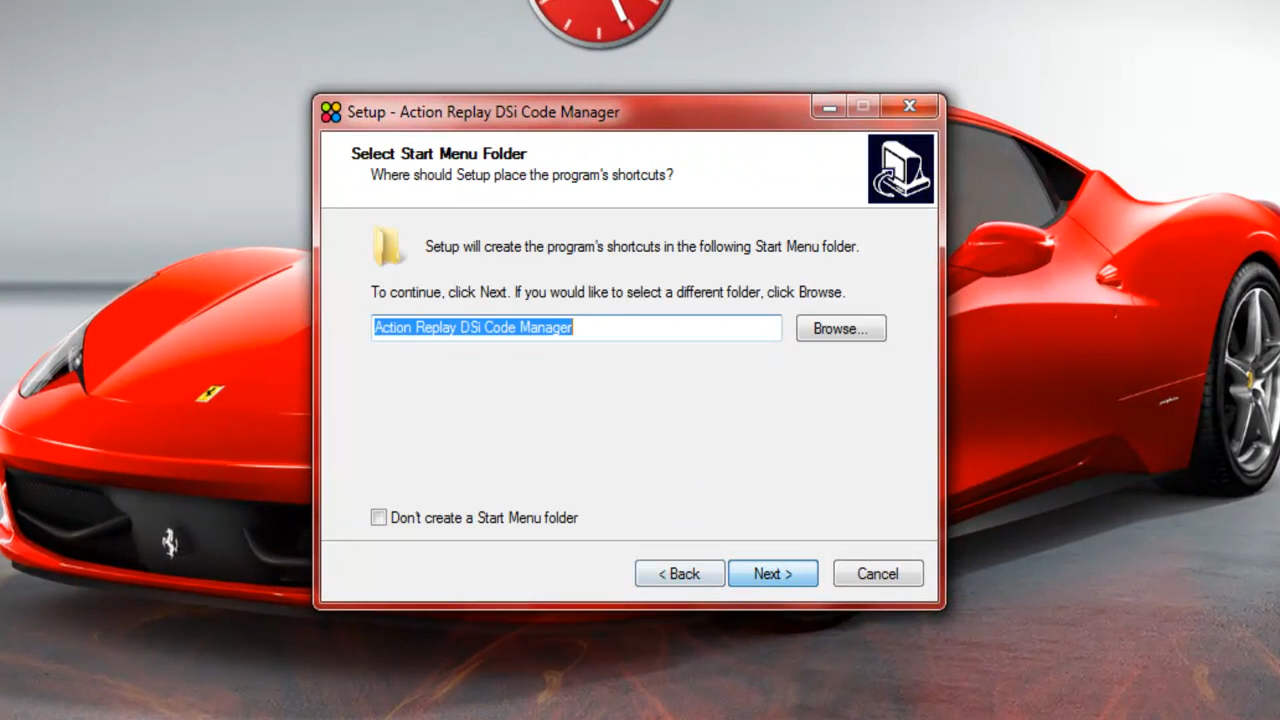 Setup - Action Replay DSi Code Manager
Select Start Menu Folder
Where should Setup place the program's shortcuts?
Setup will create the program's shortcuts in the following Start Menu folder.
To continue, click Next. If you would like to select a different folder, click Browse.
Action Replay DSi Code Manager
Browse...
Don't create a Start Menu folder
< Back
Next >
Cancel